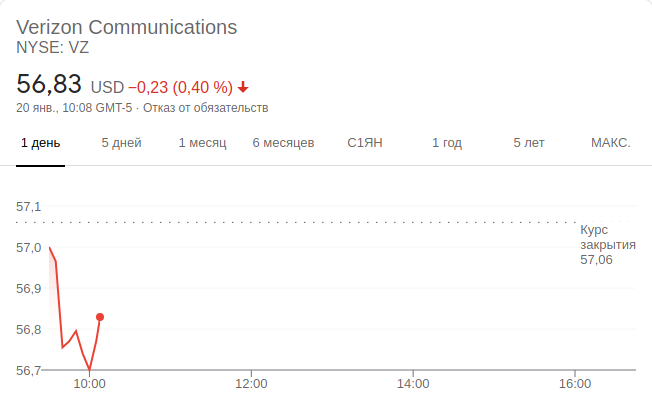 Verizon Communications
NYSE: VZ
56,83 USD −0,23 (0,40 %)
20 янв., 10:08 GMT-5 · Отказ от обязательств
1 день 5 дней 1 месяц 6 месяцев С1ЯН 1 год 5 лет МАКС.
57,1
Курс
закрытия
57,06
57,0
56,9
56,8
56,7
10:00 12:00 14:00 16:00